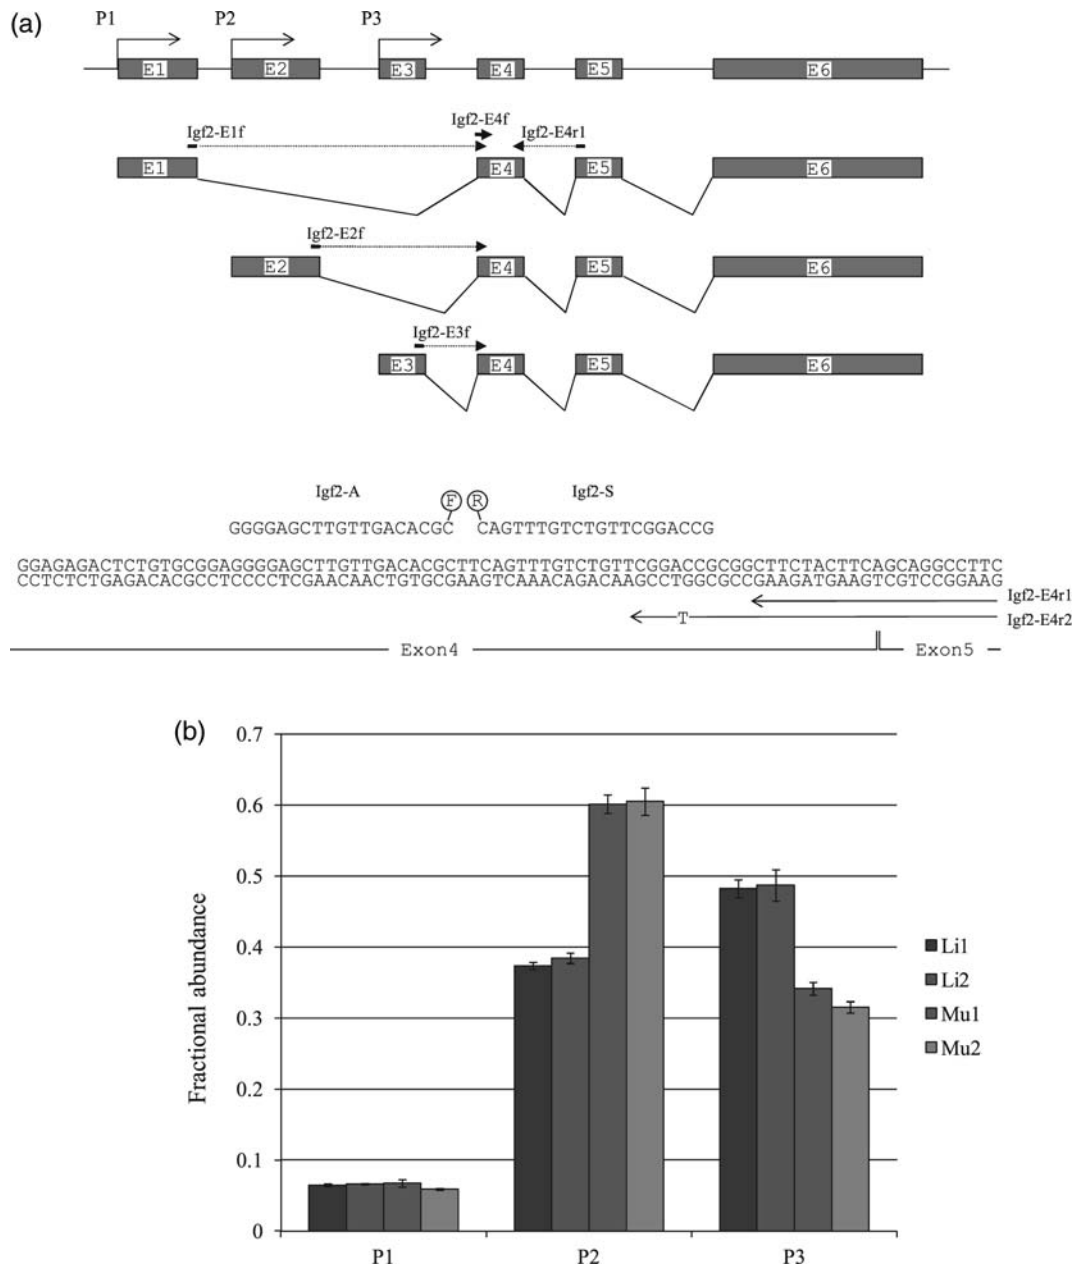 (a)
P1 P2 P3
E1 E2 E3 E4 E5 E6
Igf2-E4f
Igf2-E1f Igf2-E4r1
E1 E4 E5 E6
Igf2-E2f
E2 E4 E5 E6
Igf2-E3f
E3 E4 E5 E6
Igf2-A F R Igf2-S
GGGGAGCTTGTTGACACGC CAGTTTGTCTGTTCGGACCG
GGAGAGACTCTGTGCGGAGGGGAGCTTGTTGACACGCTTCAGTTTGTCTGTTCGGACCGCGGCTTCTACTTCAGCAGGCCTTC
CCTCTCTGAGACACGCCTCCCCTCGAACAACTGTGCGAAGTCAAACAGACAAGCCTGGCGCCGAAGATGAAGTCGTCCGGAAG
Igf2-E4r1
T Igf2-E4r2
Exon4 Exon5
(b)
0.7
0.6
0.5
0.4
0.3
0.2
0.1
0
Fractional abundance
P1 P2 P3
Li1
Li2
Mu1
Mu2